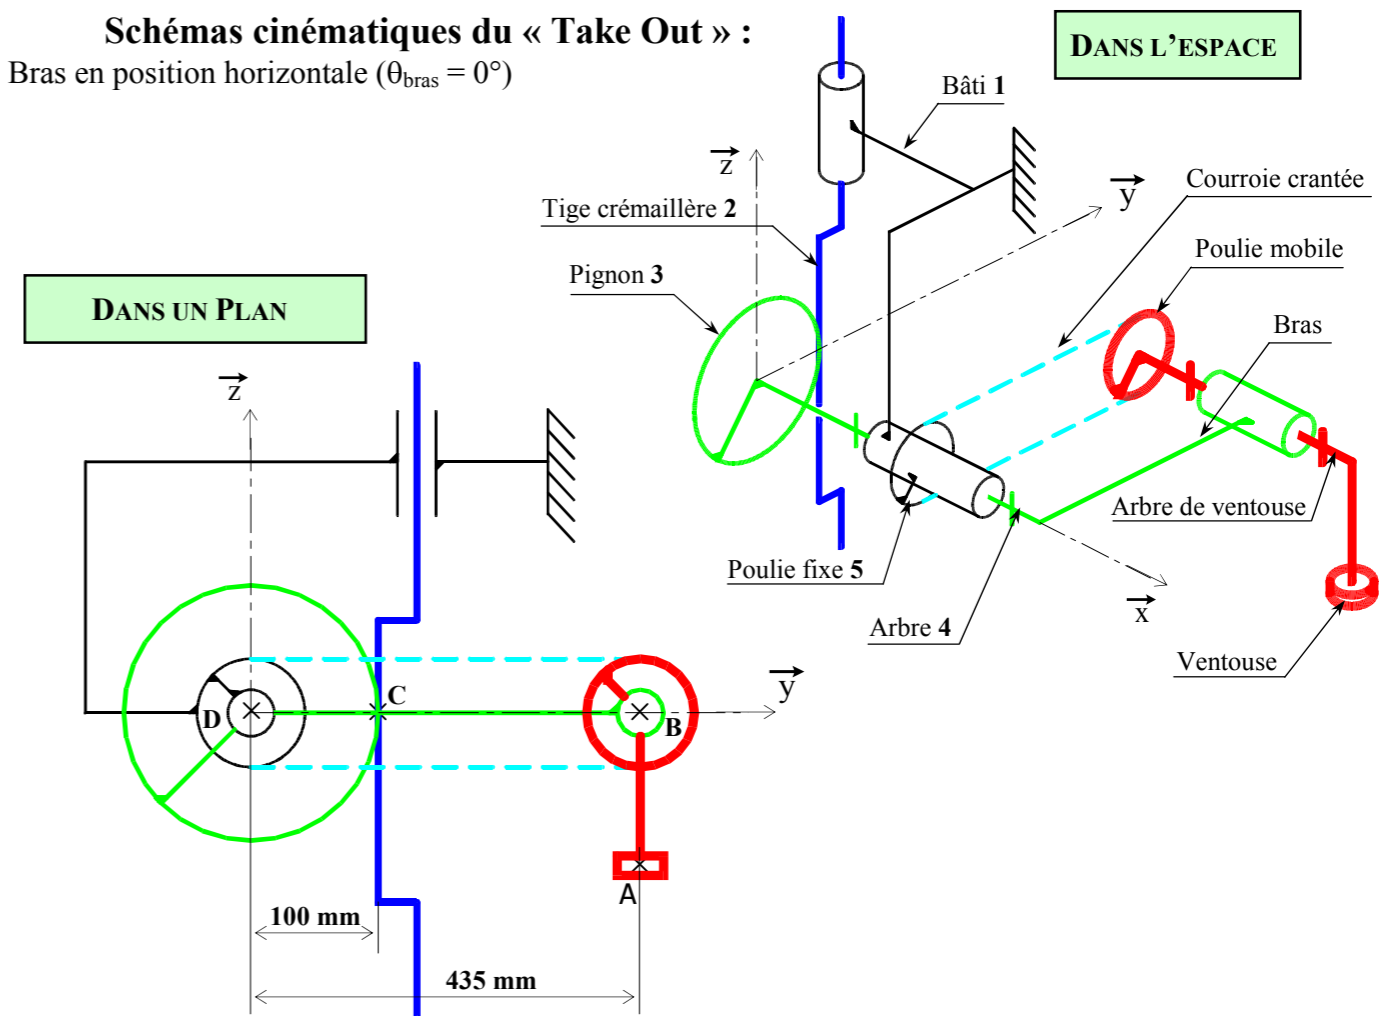 Schémas cinématiques du « Take Out » :
Bras en position horizontale (θbras = 0°)
DANS L'ESPACE
Bâti 1
z
Courroie crantée
y
Tige crémaillère 2
Poulie mobile
Pignon 3
Bras
DANS UN PLAN
z
Arbre de ventouse
Poulie fixe 5
x
Arbre 4
Ventouse
C
y
D
B
A
100 mm
435 mm